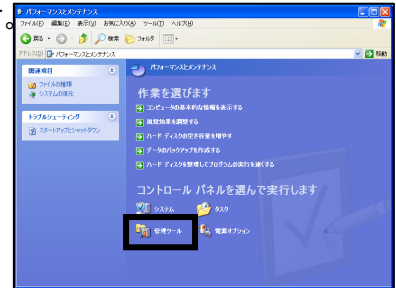 パフォーマンスとメンテナンス
ファイル(F) 編集(E) 表示(V) お気に入り(A) ツール(T) ヘルプ(H)
戻る 検索 フォルダ
アドレス(D) パフォーマンスとメンテナンス 移動
関連項目
ファイルの種類
システムの復元
トラブルシューティング
スタートアップとシャットダウン
パフォーマンスとメンテナンス
作業を選びます
コンピュータの基本的な情報を表示する
視覚効果を調整する
ハード ディスクの空き容量を増やす
データのバックアップを作成する
ハード ディスクを整理してプログラムの実行を速くする
コントロール パネルを選んで実行します
システム タスク
管理ツール 電源オプション